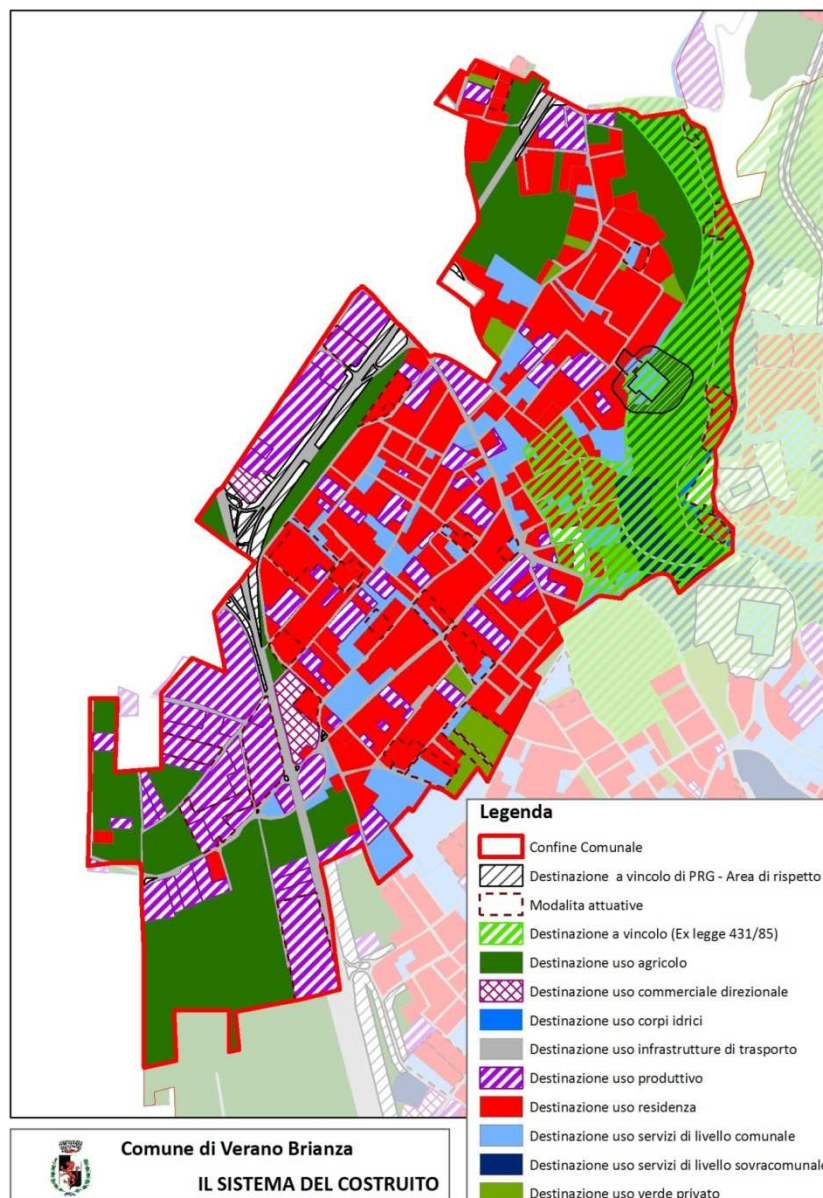 Legenda
Confine Comunale
Destinazione a vincolo di PRG - Area di rispetto
Modalita attuative
Destinazione a vincolo (Ex legge 431/85)
Destinazione uso agricolo
Destinazione uso commerciale direzionale
Destinazione uso corpi idrici
Destinazione uso infrastrutture di trasporto
Destinazione uso produttivo
Destinazione uso residenza
Destinazione uso servizi di livello comunale
Destinazione uso servizi di livello sovracomunale
Destinazione uso verde privato
Comune di Verano Brianza
IL SISTEMA DEL COSTRUITO